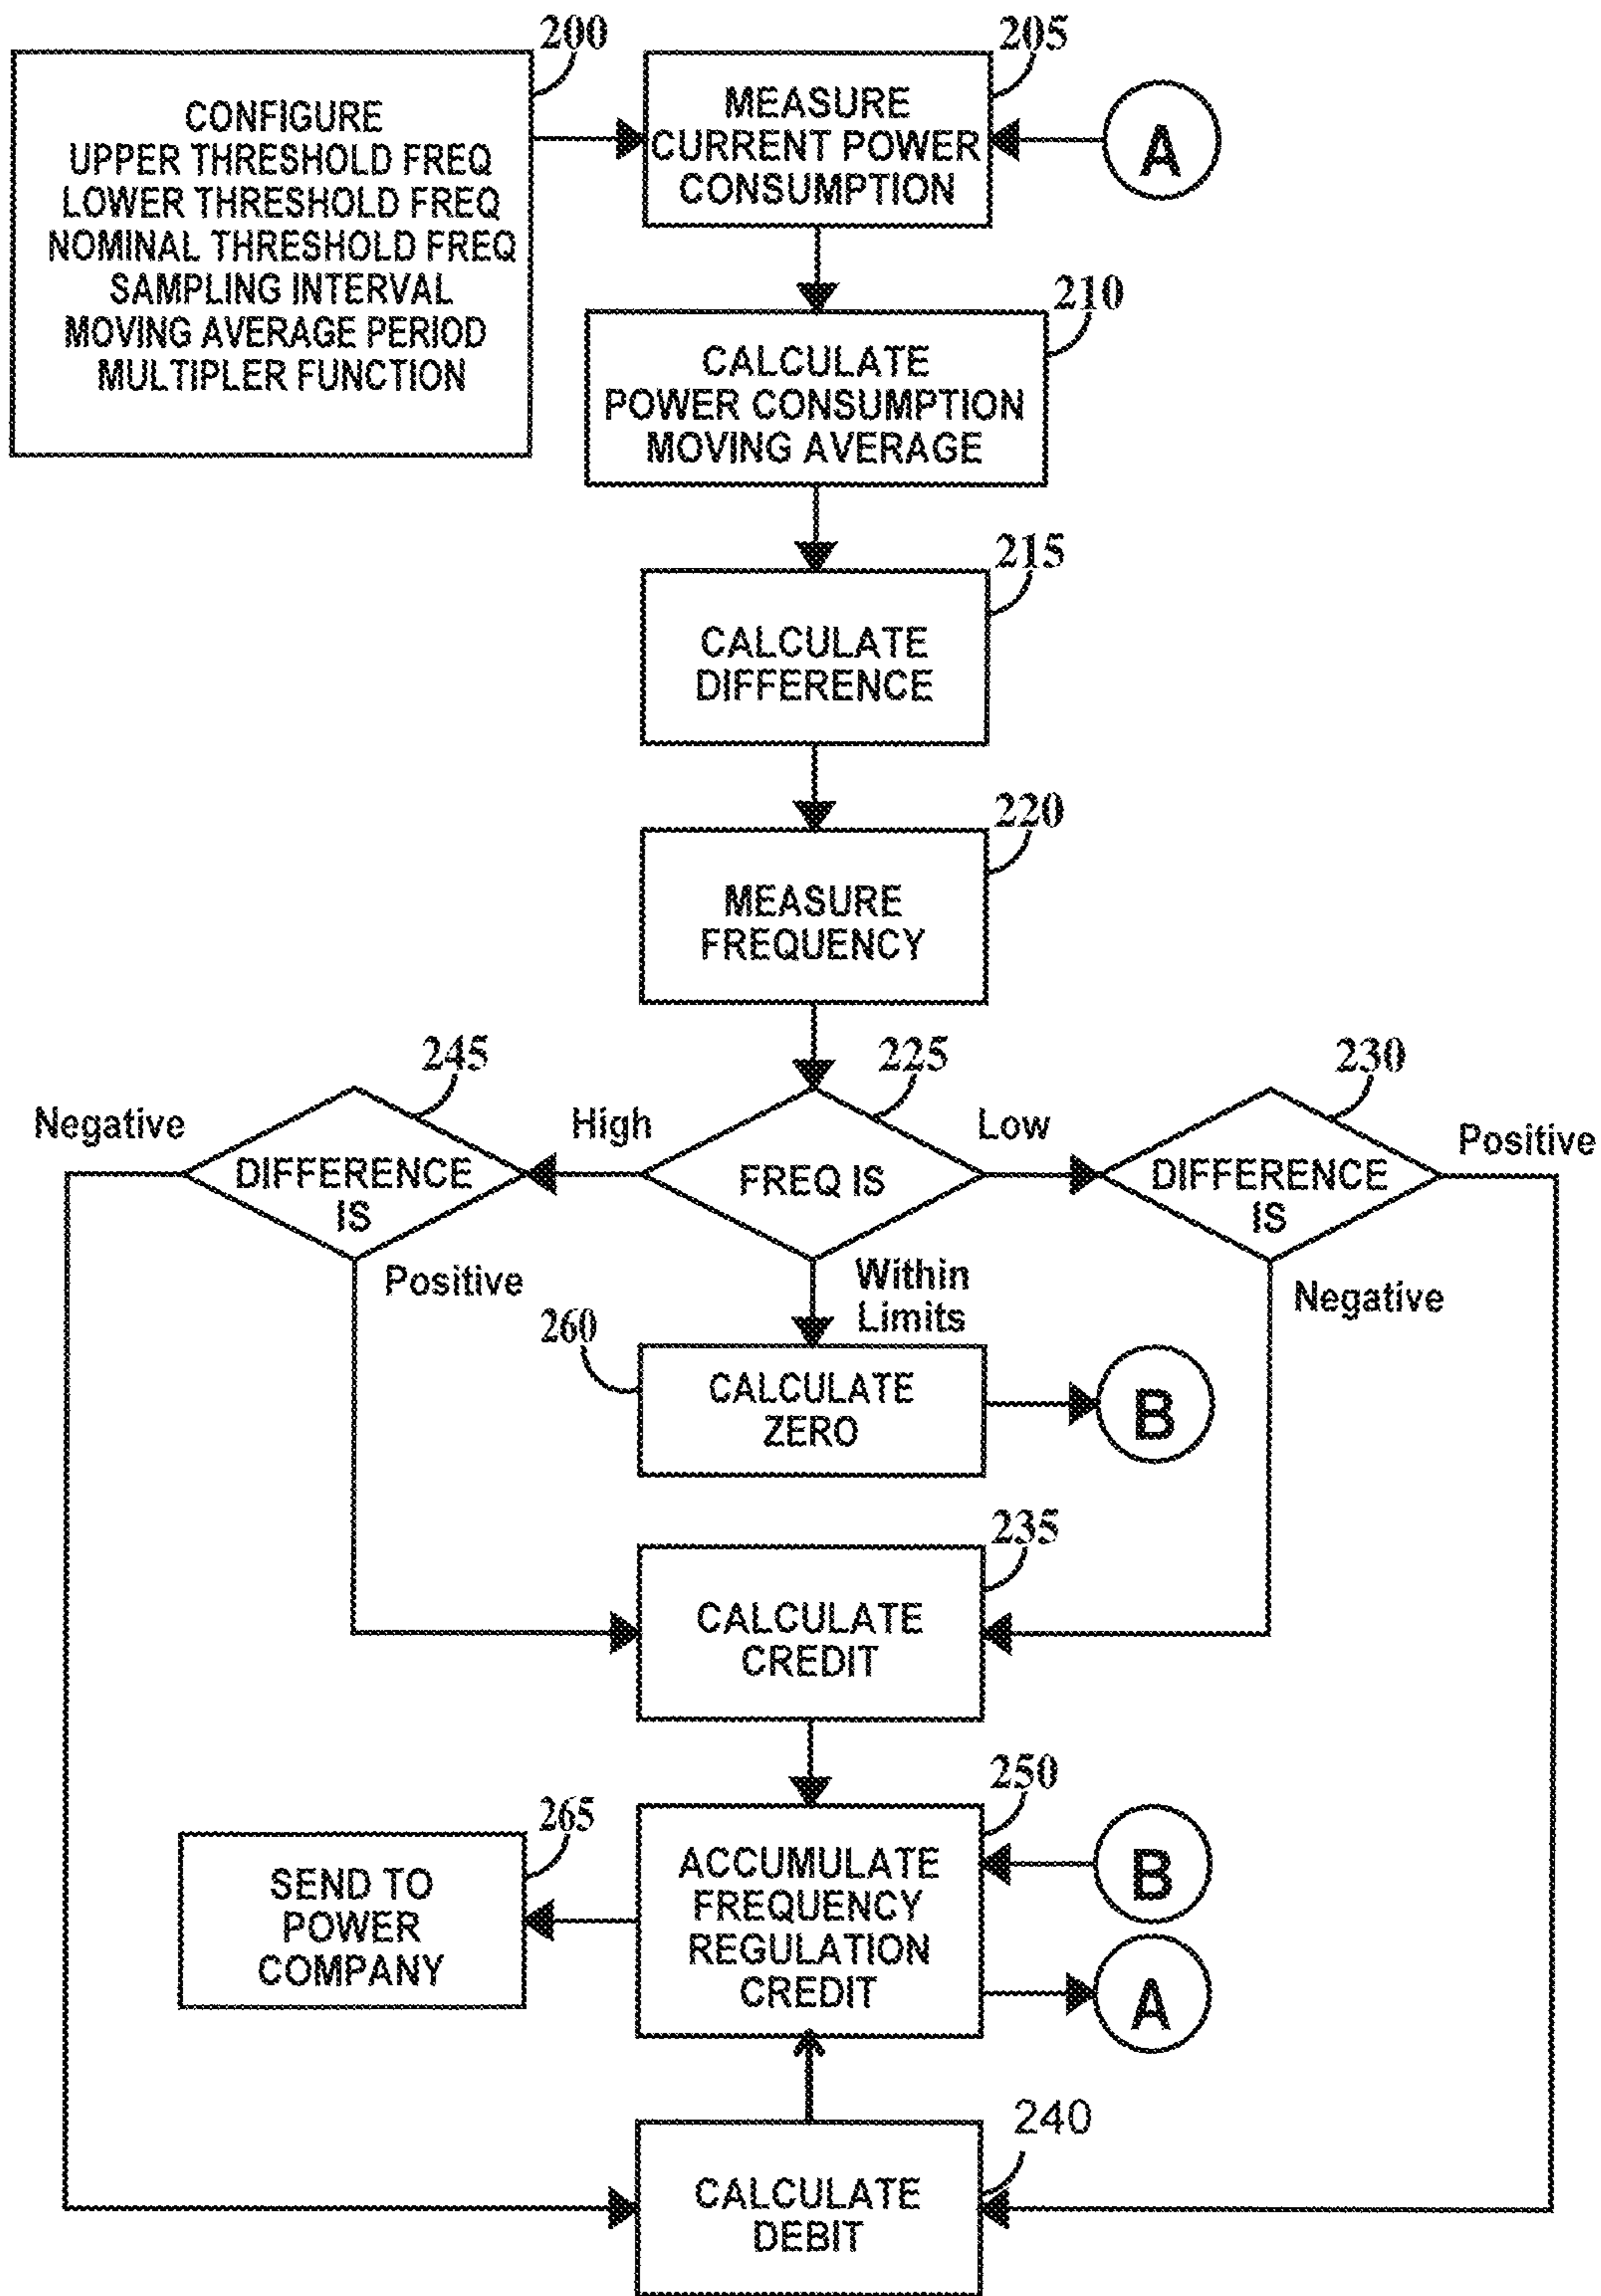 200
CONFIGURE
UPPER THRESHOLD FREQ
LOWER THRESHOLD FREQ
NOMINAL THRESHOLD FREQ
SAMPLING INTERVAL
MOVING AVERAGE PERIOD
MULTIPLER FUNCTION
205
MEASURE
CURRENT POWER
CONSUMPTION
A
210
CALCULATE
POWER CONSUMPTION
MOVING AVERAGE
215
CALCULATE
DIFFERENCE
220
MEASURE
FREQUENCY
245
Negative
DIFFERENCE
IS
Positive
High
225
FREQ IS
Low
Within
Limits
230
DIFFERENCE
IS
Positive
Negative
260
CALCULATE
ZERO
B
235
CALCULATE
CREDIT
250
ACCUMULATE
FREQUENCY
REGULATION
CREDIT
B
A
265
SEND TO
POWER
COMPANY
240
CALCULATE
DEBIT